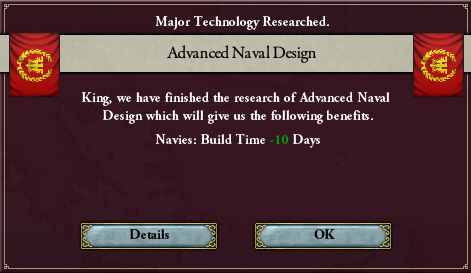 Major Technology Researched.
Advanced Naval Design
King, we have finished the research of Advanced Naval
Design which will give us the following benefits.
Navies: Build Time -10 Days
Details
OK